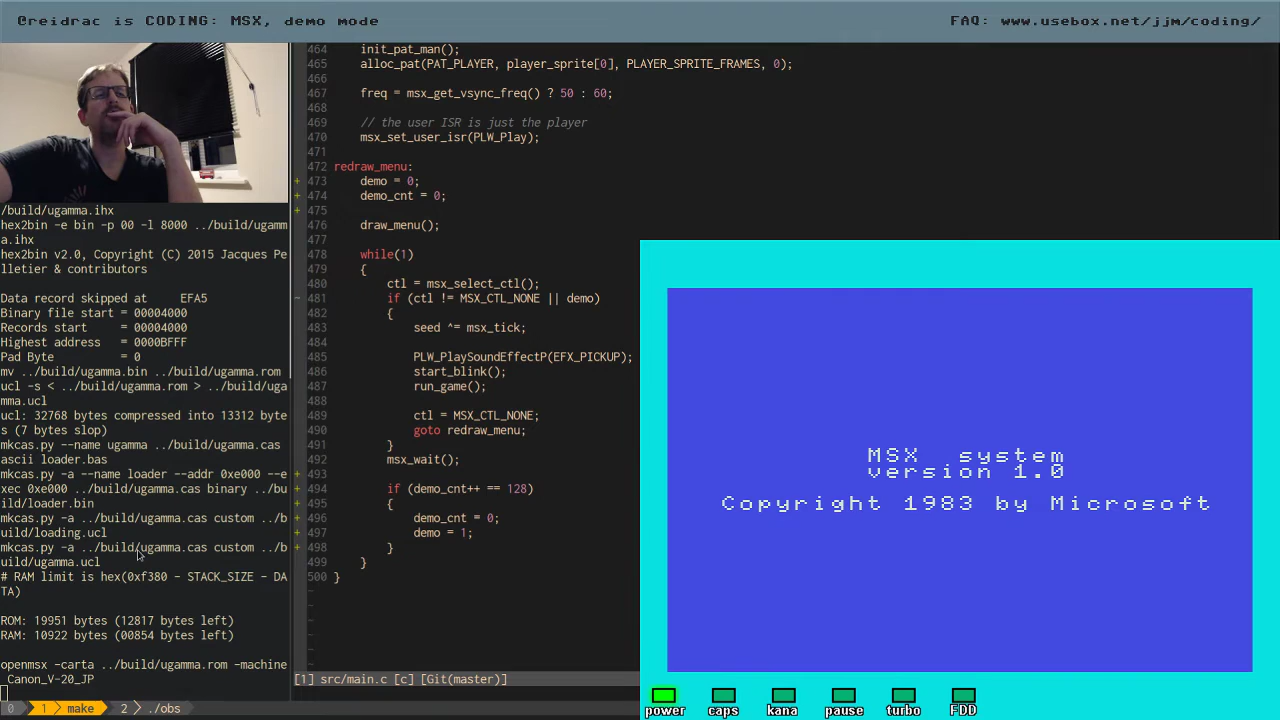 @reidrac is CODING: MSX, demo mode
FAQ: www.usebox.net/jjm/coding/
/build/ugamma.ihx
hex2bin -e bin -p 00 -l 8000 ../build/ugamm
a.ihx
hex2bin v2.0, Copyright (C) 2015 Jacques Pe
lletier & contributors
Data record skipped at    EFA5
Binary file start = 00004000
Records start     = 00004000
Highest address   = 0000BFFF
Pad Byte          = 0
mv ../build/ugamma.bin ../build/ugamma.rom
ucl -s < ../build/ugamma.rom > ../build/uga
mma.ucl
ucl: 32768 bytes compressed into 13312 byte
s (7 bytes slop)
mkcas.py --name ugamma ../build/ugamma.cas
ascii loader.bas
mkcas.py -a --name loader --addr 0xe000 --e
xec 0xe000 ../build/ugamma.cas binary ../bu
ild/loader.bin
mkcas.py -a ../build/ugamma.cas custom ../b
uild/loading.ucl
mkcas.py -a ../build/ugamma.cas custom ../b
uild/ugamma.ucl
# RAM limit is hex(0xf380 - STACK_SIZE - DA
TA)
ROM: 19951 bytes (12817 bytes left)
RAM: 10922 bytes (00854 bytes left)
openmsx -carta ../build/ugamma.rom -machine
Canon_V-20_JP
0 1 make 2 ./obs
464 init_pat_man();
465 alloc_pat(PAT_PLAYER, player_sprite[0], PLAYER_SPRITE_FRAMES, 0);
466
467 freq = msx_get_vsync_freq() ? 50 : 60;
468
469 // the user ISR is just the player
470 msx_set_user_isr(PLW_Play);
471
472 redraw_menu:
+ 473 demo = 0;
+ 474 demo_cnt = 0;
+ 475
476 draw_menu();
477
478 while(1)
479 {
480 ctl = msx_select_ctl();
~ 481 if (ctl != MSX_CTL_NONE || demo)
482 {
483 seed ^= msx_tick;
484
485 PLW_PlaySoundEffectP(EFX_PICKUP);
486 start_blink();
487 run_game();
488
489 ctl = MSX_CTL_NONE;
490 goto redraw_menu;
491 }
492 msx_wait();
+ 493
+ 494 if (demo_cnt++ == 128)
+ 495 {
+ 496 demo_cnt = 0;
+ 497 demo = 1;
+ 498 }
499 }
500 }
[1] src/main.c [c] [Git(master)]
MSX system
version 1.0
Copyright 1983 by Microsoft
power caps kana pause turbo FDD